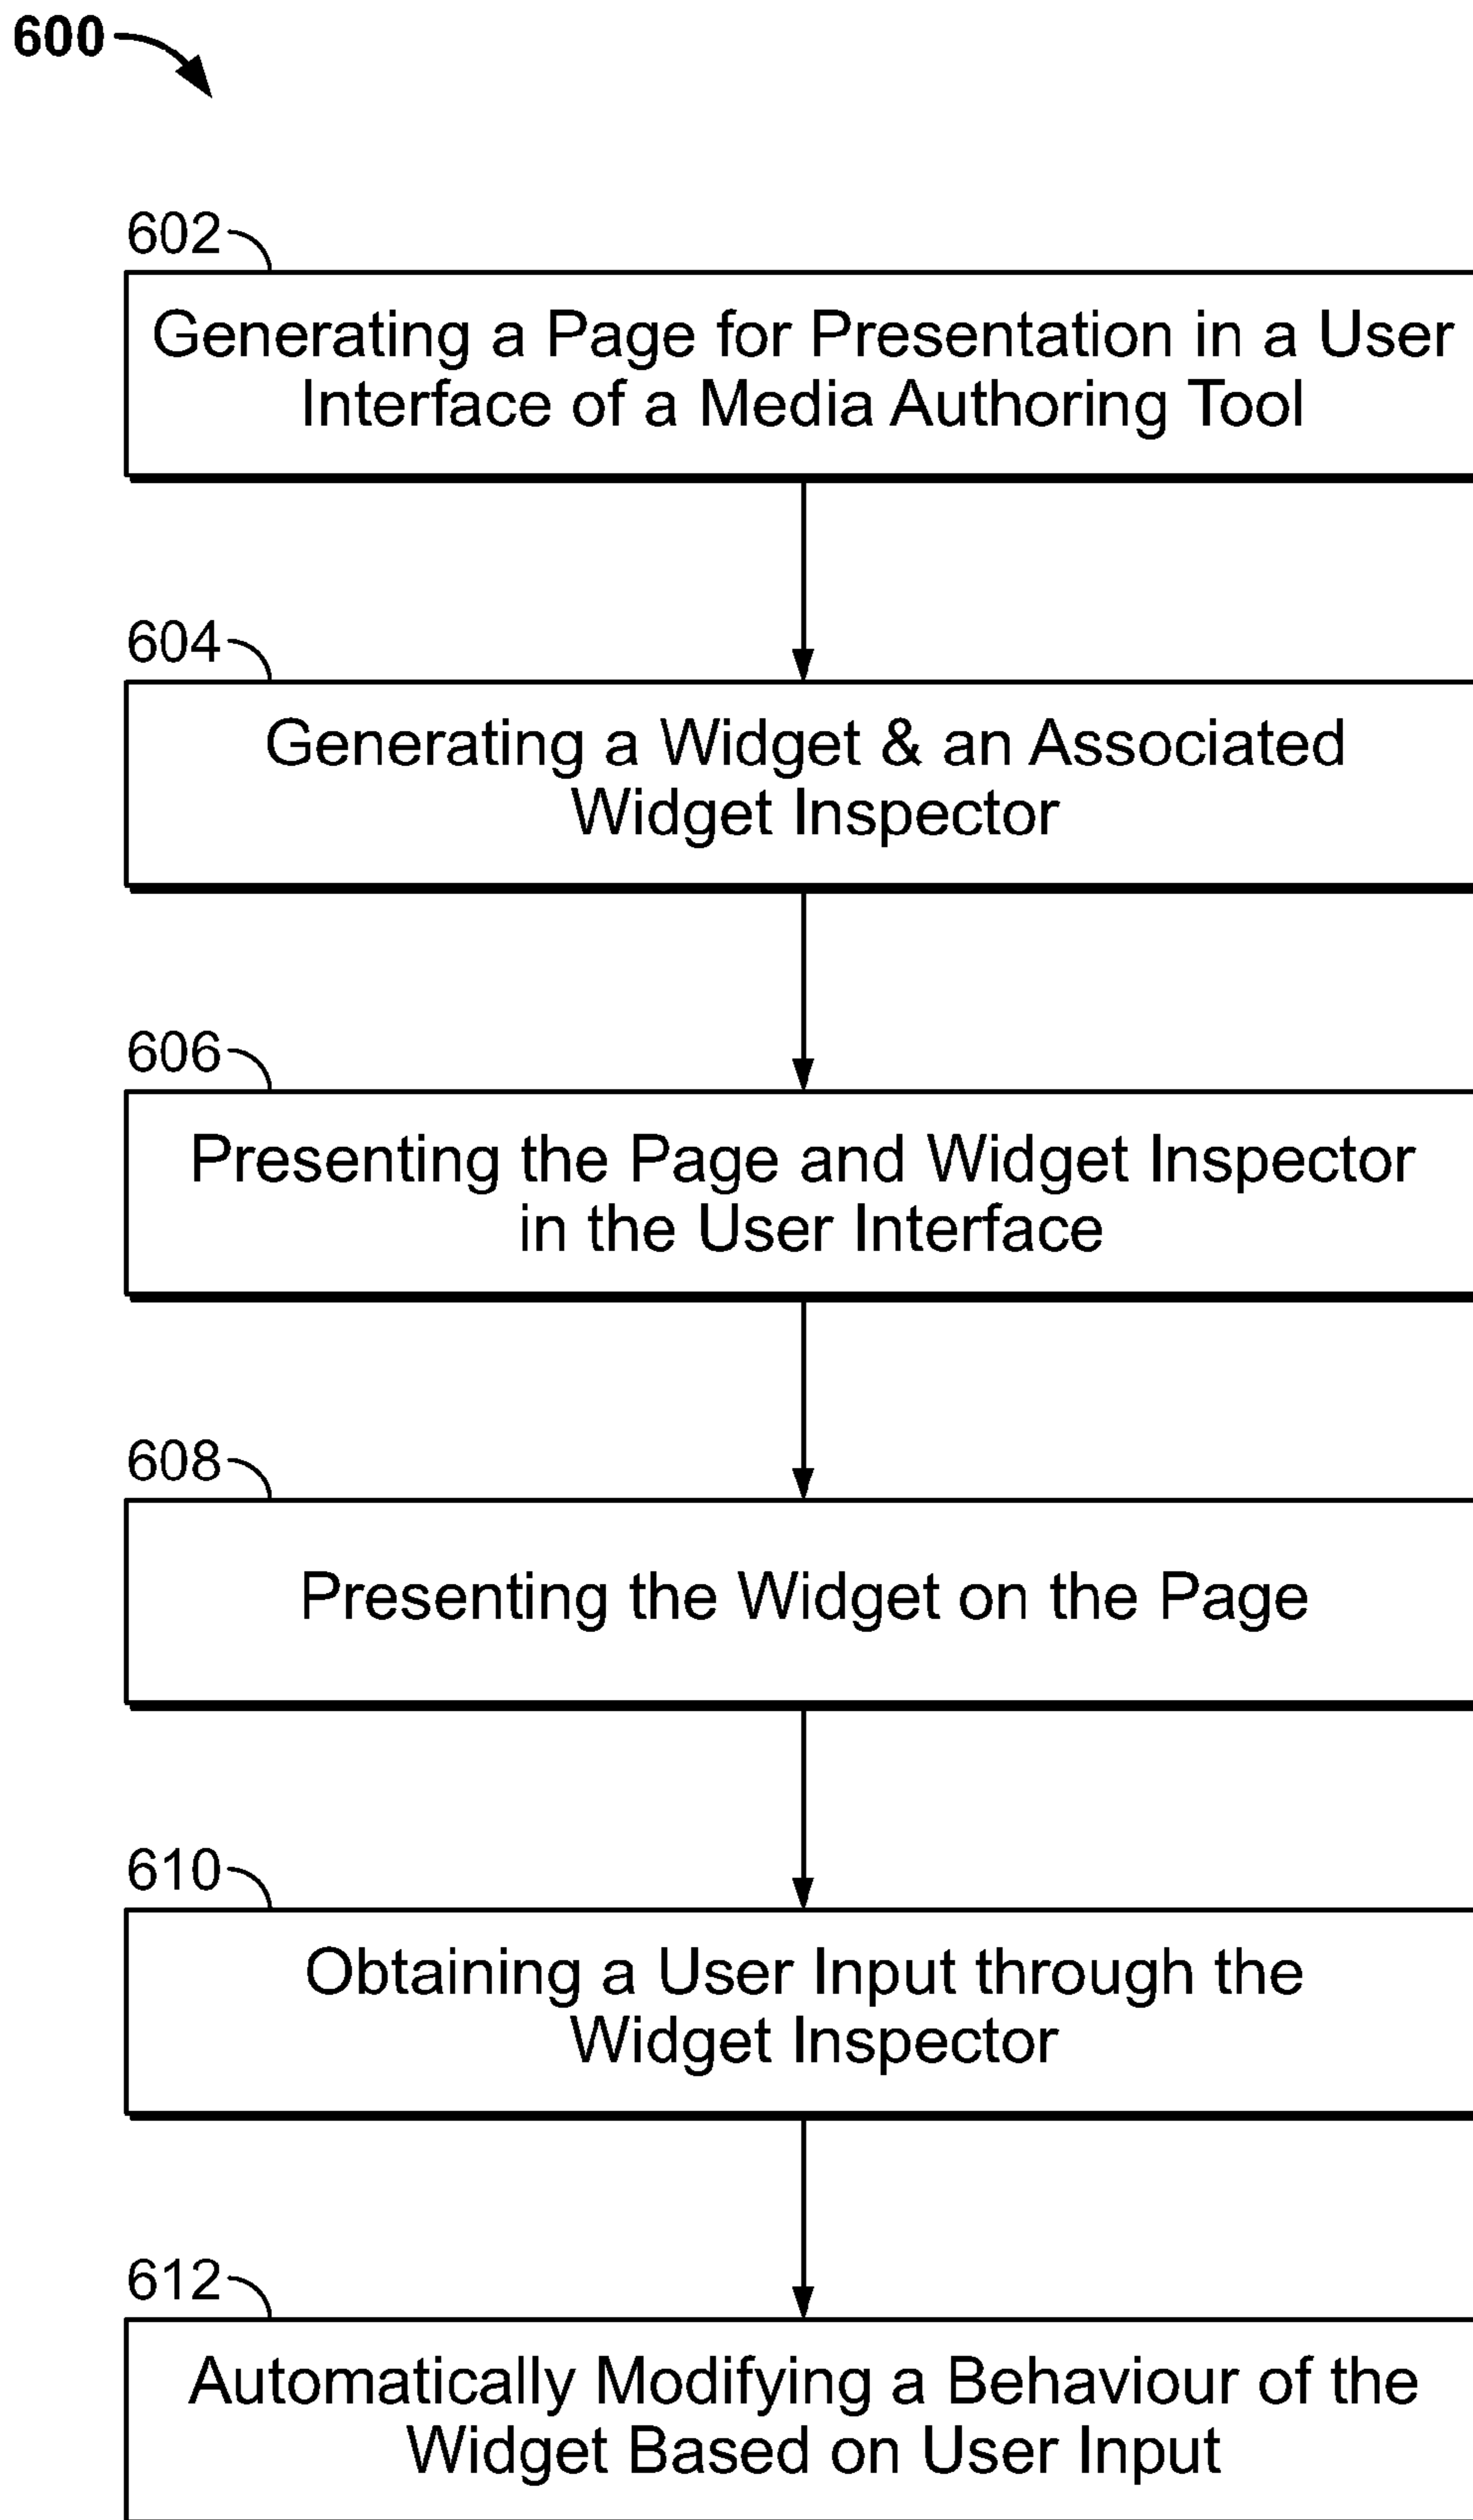 600
602
Generating a Page for Presentation in a User
Interface of a Media Authoring Tool
604
Generating a Widget & an Associated
Widget Inspector
606
Presenting the Page and Widget Inspector
in the User Interface
608
Presenting the Widget on the Page
610
Obtaining a User Input through the
Widget Inspector
612
Automatically Modifying a Behaviour of the
Widget Based on User Input